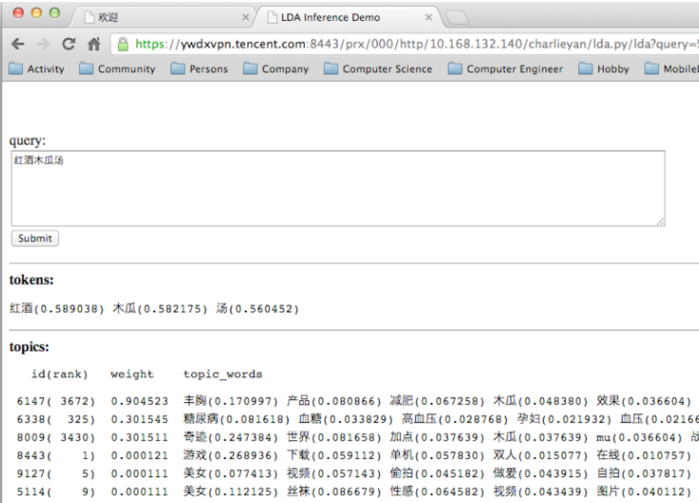 欢迎 LDA Inference Demo
https://ywdxvpn.tencent.com:8443/prx/000/http/10.168.132.140/charlieyan/lda.py/lda?query=
Activity Community Persons Company Computer Science Computer Engineer Hobby
query:
红酒木瓜汤
Submit
tokens:
红酒(0.589038) 木瓜(0.582175) 汤(0.560452)
topics:
id(rank) weight topic_words
6147( 3672) 0.904523 丰胸(0.170997) 产品(0.080866) 减肥(0.067258) 木瓜(0.048380) 效果(0.036604)
6338( 325) 0.301545 糖尿病(0.081618) 血糖(0.033829) 高血压(0.028768) 孕妇(0.021932) 血压(0.02166
8009( 3430) 0.301511 奇迹(0.247384) 世界(0.081658) 加点(0.037639) 木瓜(0.037639) mu(0.036604)
8443( 1) 0.000121 游戏(0.268936) 下载(0.059112) 单机(0.057830) 双人(0.015077) 在线(0.010757)
9127( 5) 0.000111 美女(0.077413) 视频(0.057143) 偷拍(0.045182) 做爱(0.043915) 自拍(0.037817)
5114( 9) 0.000111 美女(0.112125) 丝袜(0.086679) 性感(0.064582) 视频(0.043439) 图片(0.040112)